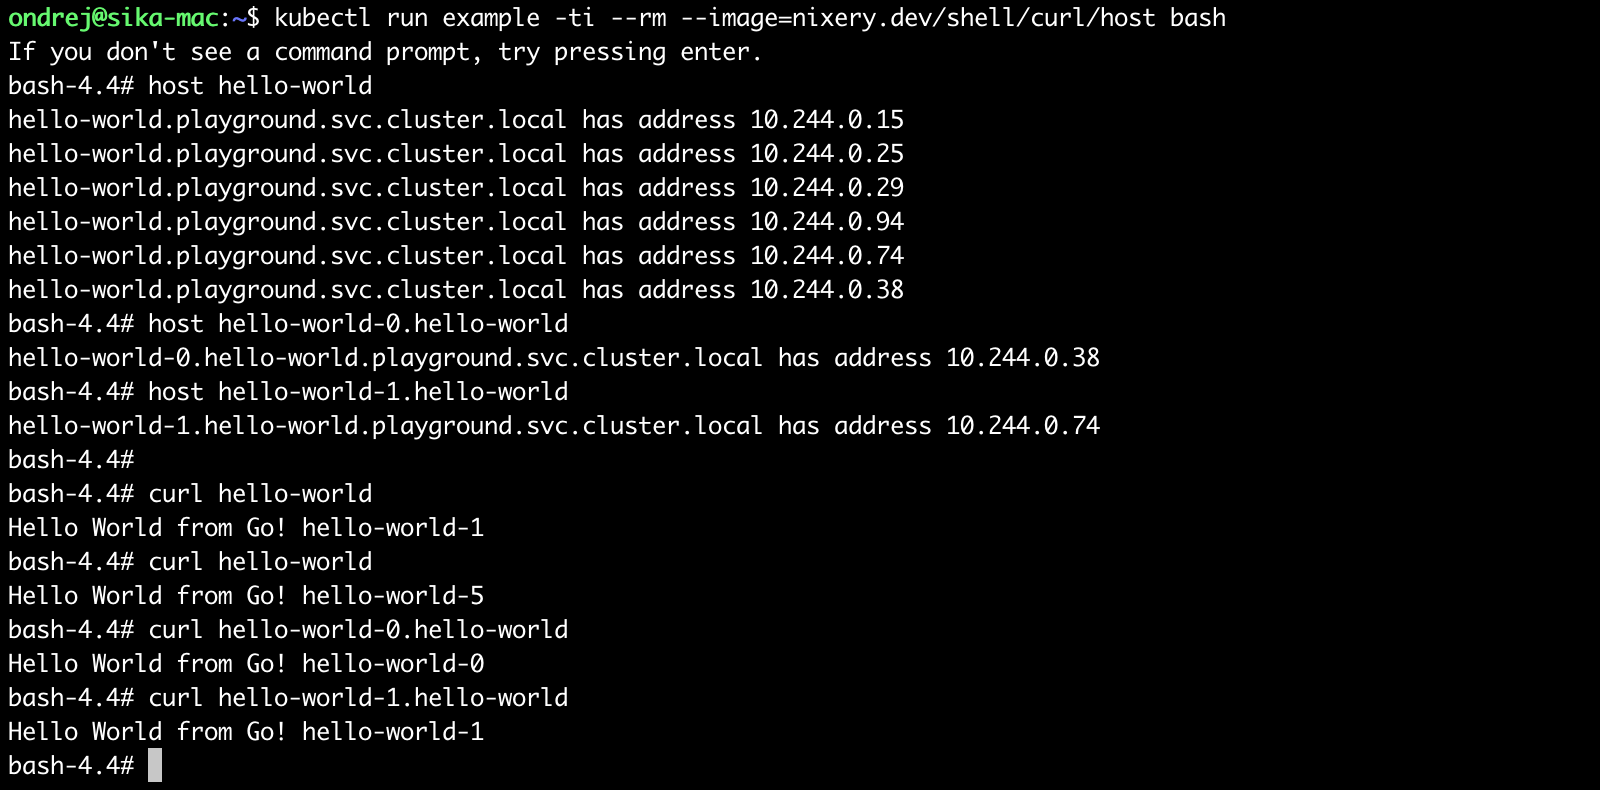 ondrej@sika-mac:~$ kubectl run example -ti --rm --image=nixery.dev/shell/curl/host bash
If you don't see a command prompt, try pressing enter.
bash-4.4# host hello-world
hello-world.playground.svc.cluster.local has address 10.244.0.15
hello-world.playground.svc.cluster.local has address 10.244.0.25
hello-world.playground.svc.cluster.local has address 10.244.0.29
hello-world.playground.svc.cluster.local has address 10.244.0.94
hello-world.playground.svc.cluster.local has address 10.244.0.74
hello-world.playground.svc.cluster.local has address 10.244.0.38
bash-4.4# host hello-world-0.hello-world
hello-world-0.hello-world.playground.svc.cluster.local has address 10.244.0.38
bash-4.4# host hello-world-1.hello-world
hello-world-1.hello-world.playground.svc.cluster.local has address 10.244.0.74
bash-4.4#
bash-4.4# curl hello-world
Hello World from Go! hello-world-1
bash-4.4# curl hello-world
Hello World from Go! hello-world-5
bash-4.4# curl hello-world-0.hello-world
Hello World from Go! hello-world-0
bash-4.4# curl hello-world-1.hello-world
Hello World from Go! hello-world-1
bash-4.4#